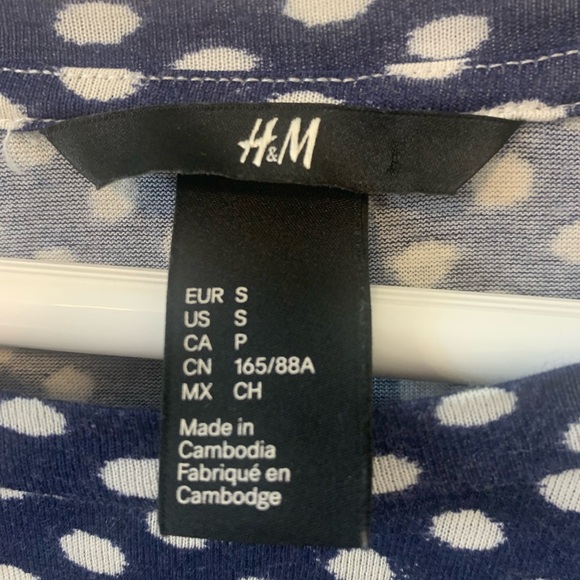 H&M
EUR S
US S
CA P
CN 165/88A
MX CH
Made in
Cambodia
Fabriqué en
Cambodge